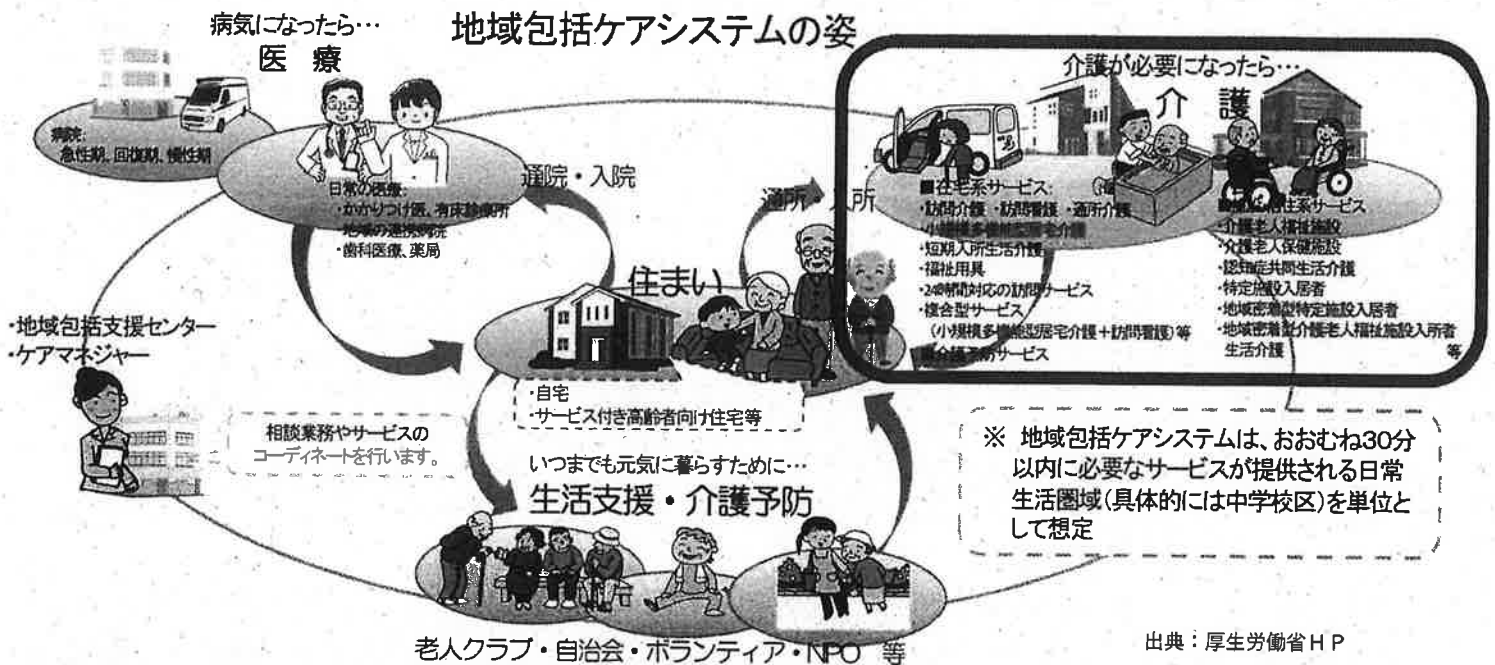 地域包括ケアシステムの姿
病気になったら…
医 療
病院:
急性期、回復期、慢性期
日常の医療:
・かかりつけ医、有床診療所
・地域の連携病院
・歯科医療、薬局
通院・入院
通所・入所
介護が必要になったら…
介 護
■在宅系サービス:
・訪問介護 ・訪問看護 ・通所介護
・小規模多機能型居宅介護
・短期入所生活介護
・福祉用具
・24時間対応の訪問サービス
・複合型サービス
(小規模多機能型居宅介護+訪問看護)等
■介護予防サービス
住系サービス
・介護老人福祉施設
・介護老人保健施設
・認知症共同生活介護
・特定施設入居者
・地域密着型特定施設入居者
・地域密着型介護老人福祉施設入所者
生活介護 等
住まい
・自宅
・サービス付き高齢者向け住宅等
・地域包括支援センター
・ケアマネジャー
相談業務やサービスの
コーディネートを行います。
いつまでも元気に暮らすために…
生活支援・介護予防
老人クラブ・自治会・ボランティア・NPO 等
※ 地域包括ケアシステムは、おおむね30分
以内に必要なサービスが提供される日常
生活圏域(具体的には中学校区)を単位と
して想定
出典:厚生労働省HP